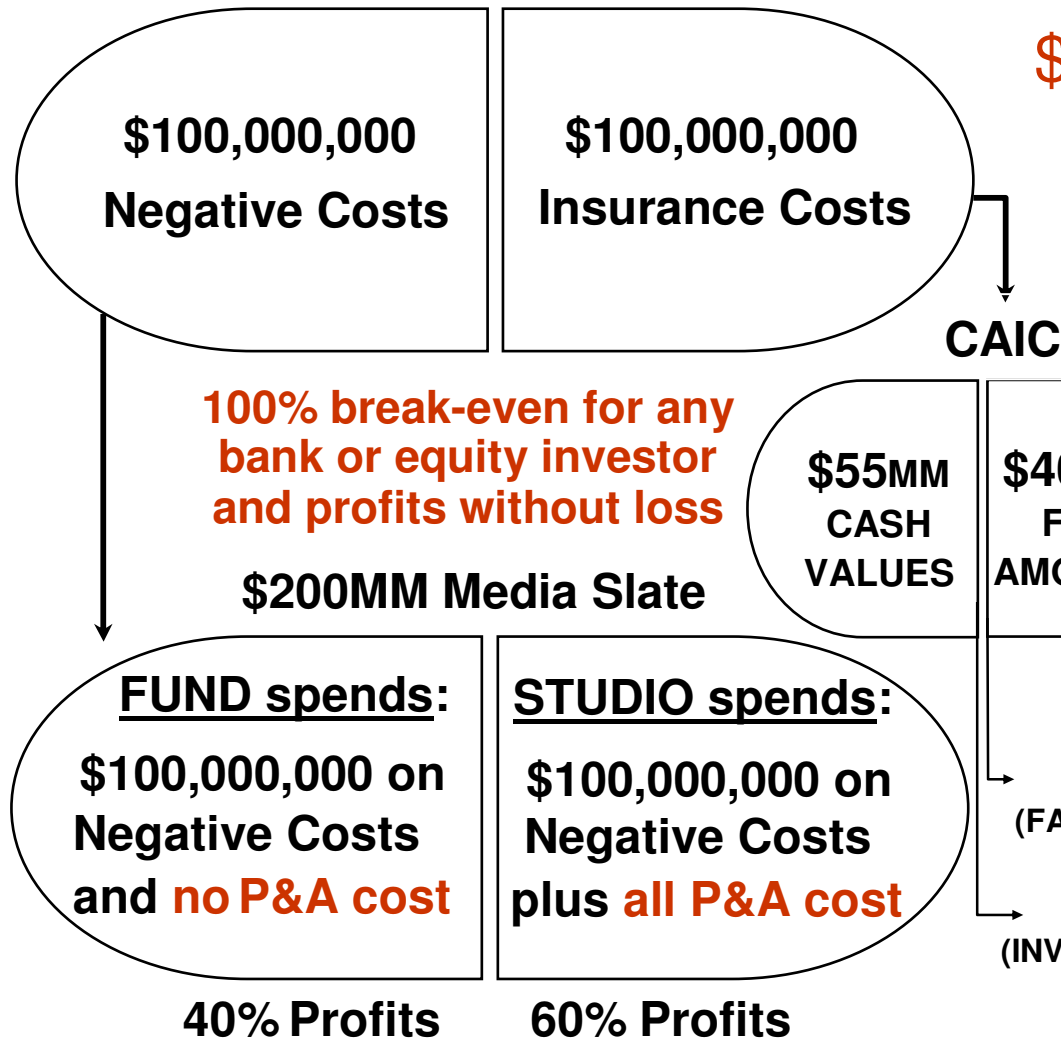 $
$100,000,000
Negative Costs
$100,000,000
Insurance Costs
CAIC
100% break-even for any
bank or equity investor
and profits without loss
$55MM
CASH
VALUES
$200MM Media Slate
FUND spends:
$100,000,000 on
Negative Costs
and no P&A cost
STUDIO spends:
$100,000,000 on
Negative Costs
plus all P&A cost
40% Profits
60% Profits